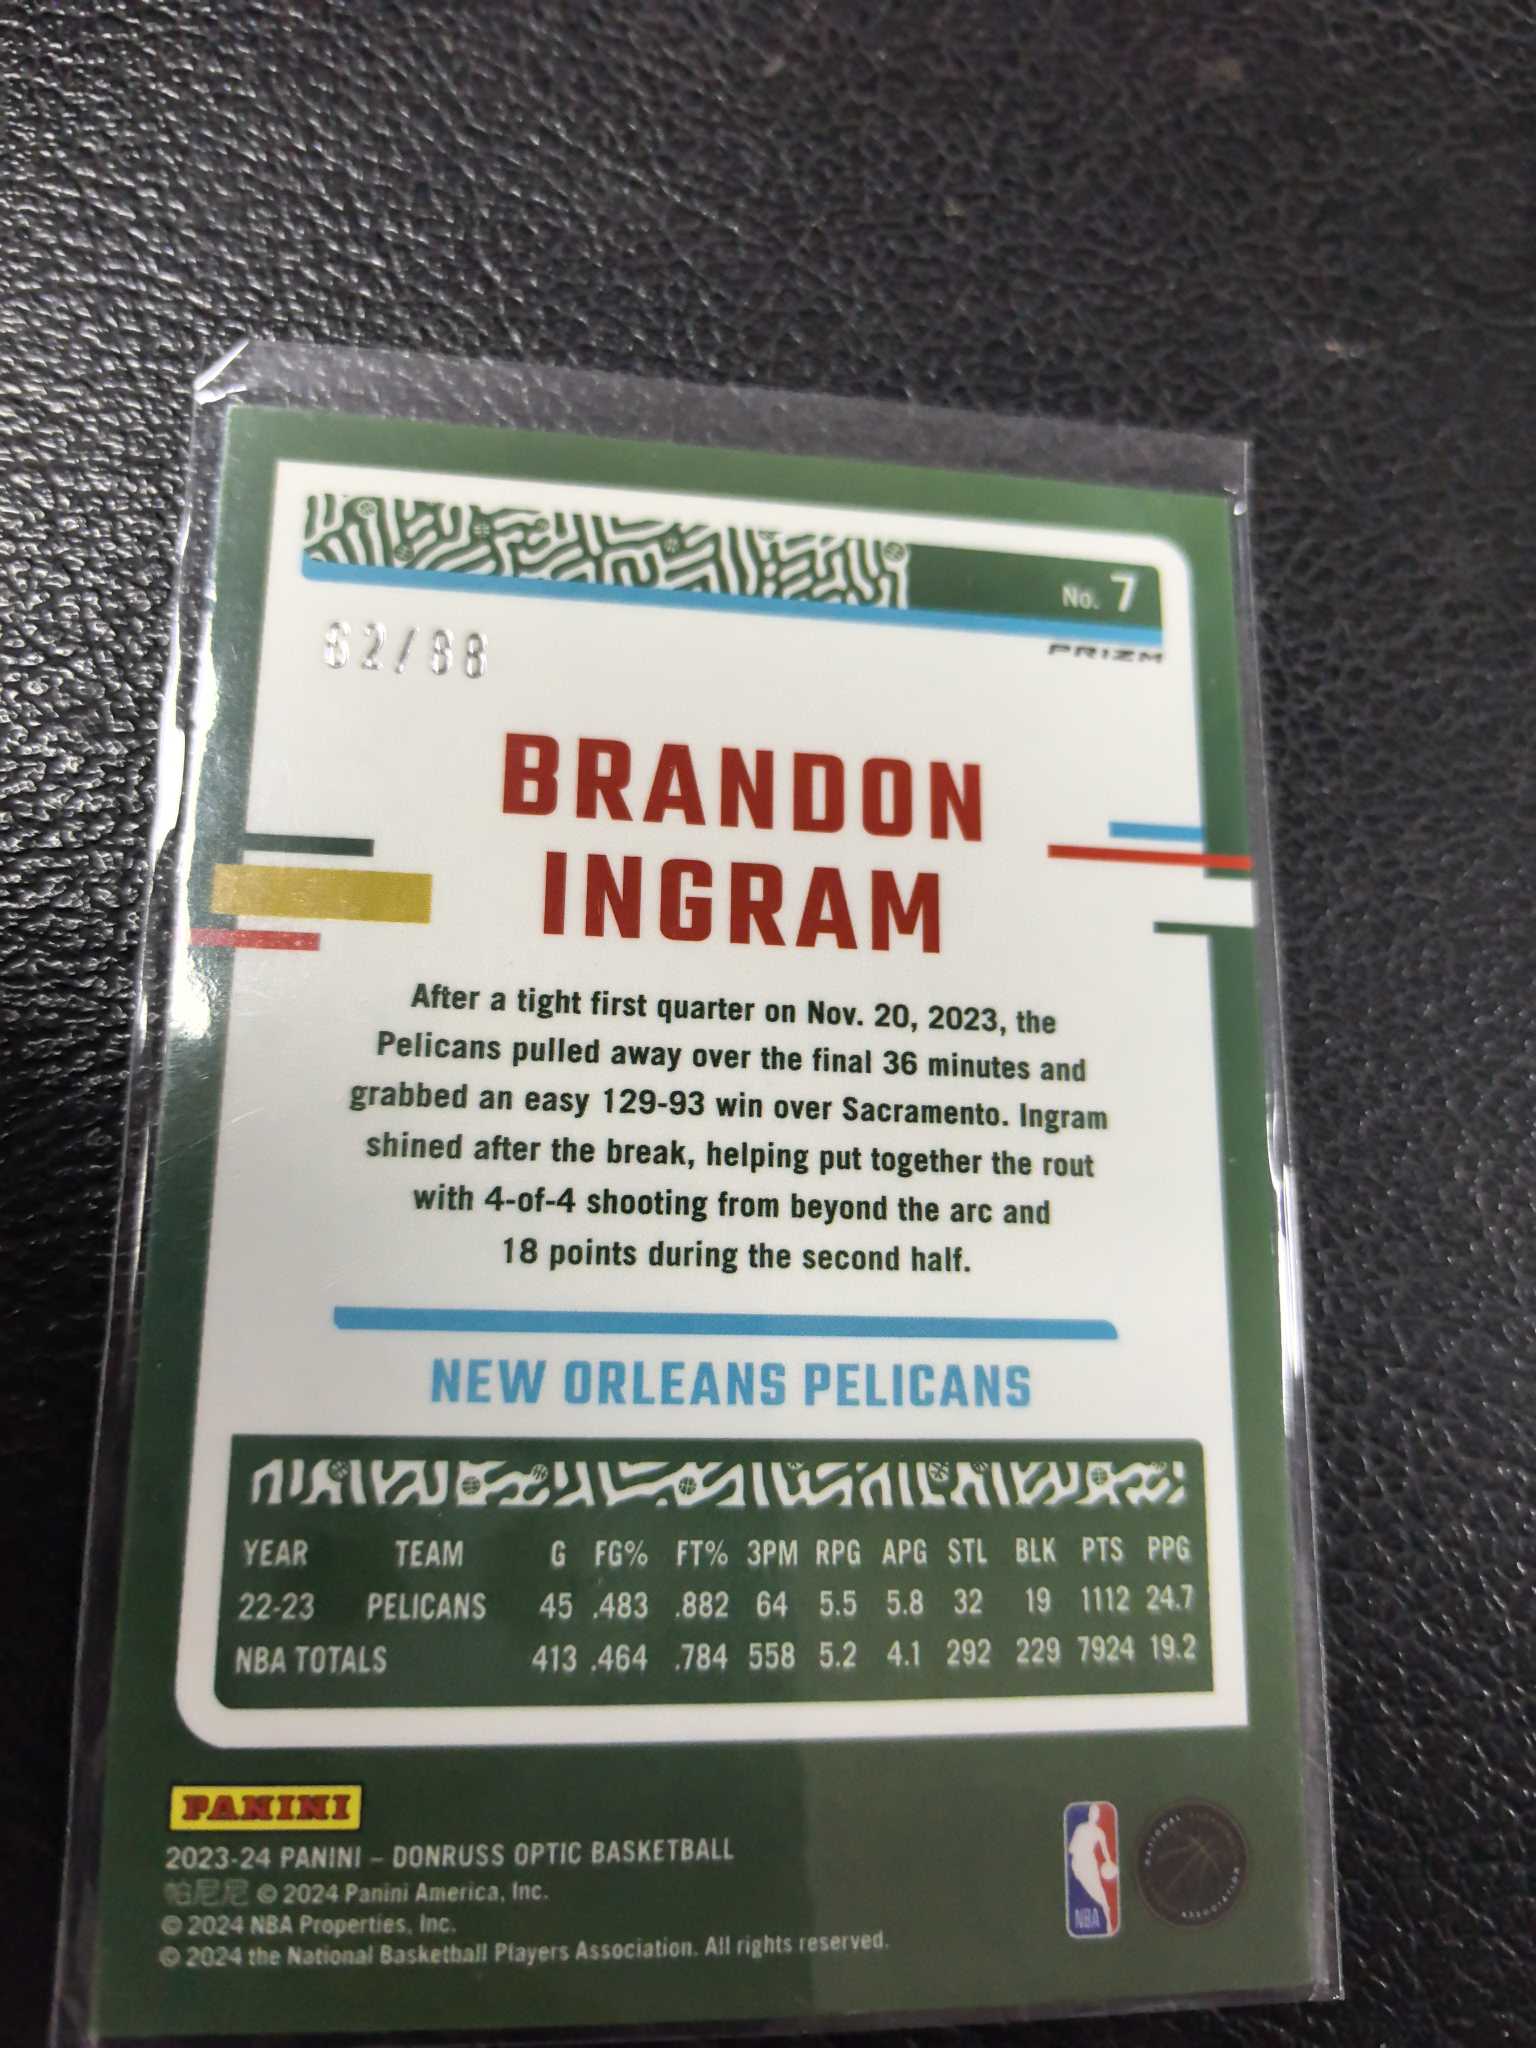 No. 7
PRIZM
62/88
BRANDON
INGRAM
After a tight first quarter on Nov. 20, 2023, the
Pelicans pulled away over the final 36 minutes and
grabbed an easy 129-93 win over Sacramento. Ingram
shined after the break, helping put together the rout
with 4-of-4 shooting from beyond the arc and
18 points during the second half.
NEW ORLEANS PELICANS
YEAR TEAM G FG% FT% 3PM RPG APG STL BLK PTS PPG
22-23 PELICANS 45 .483 .882 64 5.5 5.8 32 19 1112 24.7
NBA TOTALS 413 .464 .784 558 5.2 4.1 292 229 7924 19.2
PANINI
2023-24 PANINI – DONRUSS OPTIC BASKETBALL
帕尼尼 © 2024 Panini America, Inc.
© 2024 NBA Properties, Inc.
© 2024 the National Basketball Players Association. All rights reserved.
NBA
NATIONAL
ASSOCIATION